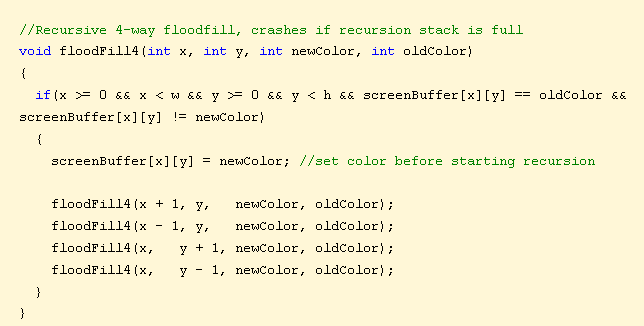 //Recursive 4-way floodfill, crashes if recursion stack is full
void floodFill4(int x, int y, int newColor, int oldColor)
{
  if(x >= 0 && x < w && y >= 0 && y < h && screenBuffer[x][y] == oldColor &&
screenBuffer[x][y] != newColor)
  {
    screenBuffer[x][y] = newColor; //set color before starting recursion

    floodFill4(x + 1, y,   newColor, oldColor);
    floodFill4(x - 1, y,   newColor, oldColor);
    floodFill4(x,   y + 1, newColor, oldColor);
    floodFill4(x,   y - 1, newColor, oldColor);
  }
}